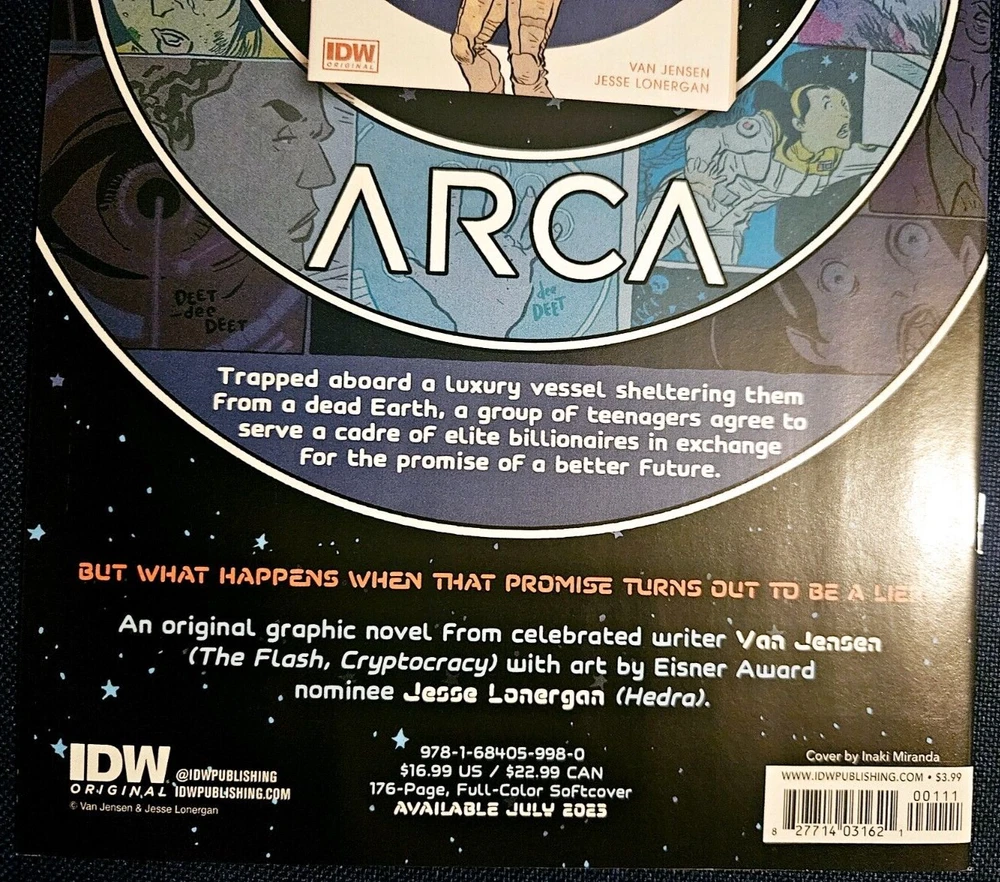 IDW
ORIGINAL
VAN JENSEN
JESSE LONERGAN
ARCA
DEET
-dee
DEET
dee
DEET
Trapped aboard a luxury vessel sheltering them
from a dead Earth, a group of teenagers agree to
serve a cadre of elite billionaires in exchange
for the promise of a better future.
BUT WHAT HAPPENS WHEN THAT PROMISE TURNS OUT TO BE A LIE
An original graphic novel from celebrated writer Van Jensen
(The Flash, Cryptocracy) with art by Eisner Award
nominee Jesse Lonergan (Hedra).
IDW
ORIGINAL
@IDWPUBLISHING
IDWPUBLISHING.COM
© Van Jensen & Jesse Lonergan
978-1-68405-998-0
$16.99 US / $22.99 CAN
176-Page, Full-Color Softcover
AVAILABLE JULY 2023
Cover by Inaki Miranda
WWW.IDWPUBLISHING.COM • $3.99
00111
8 27714 03162 1